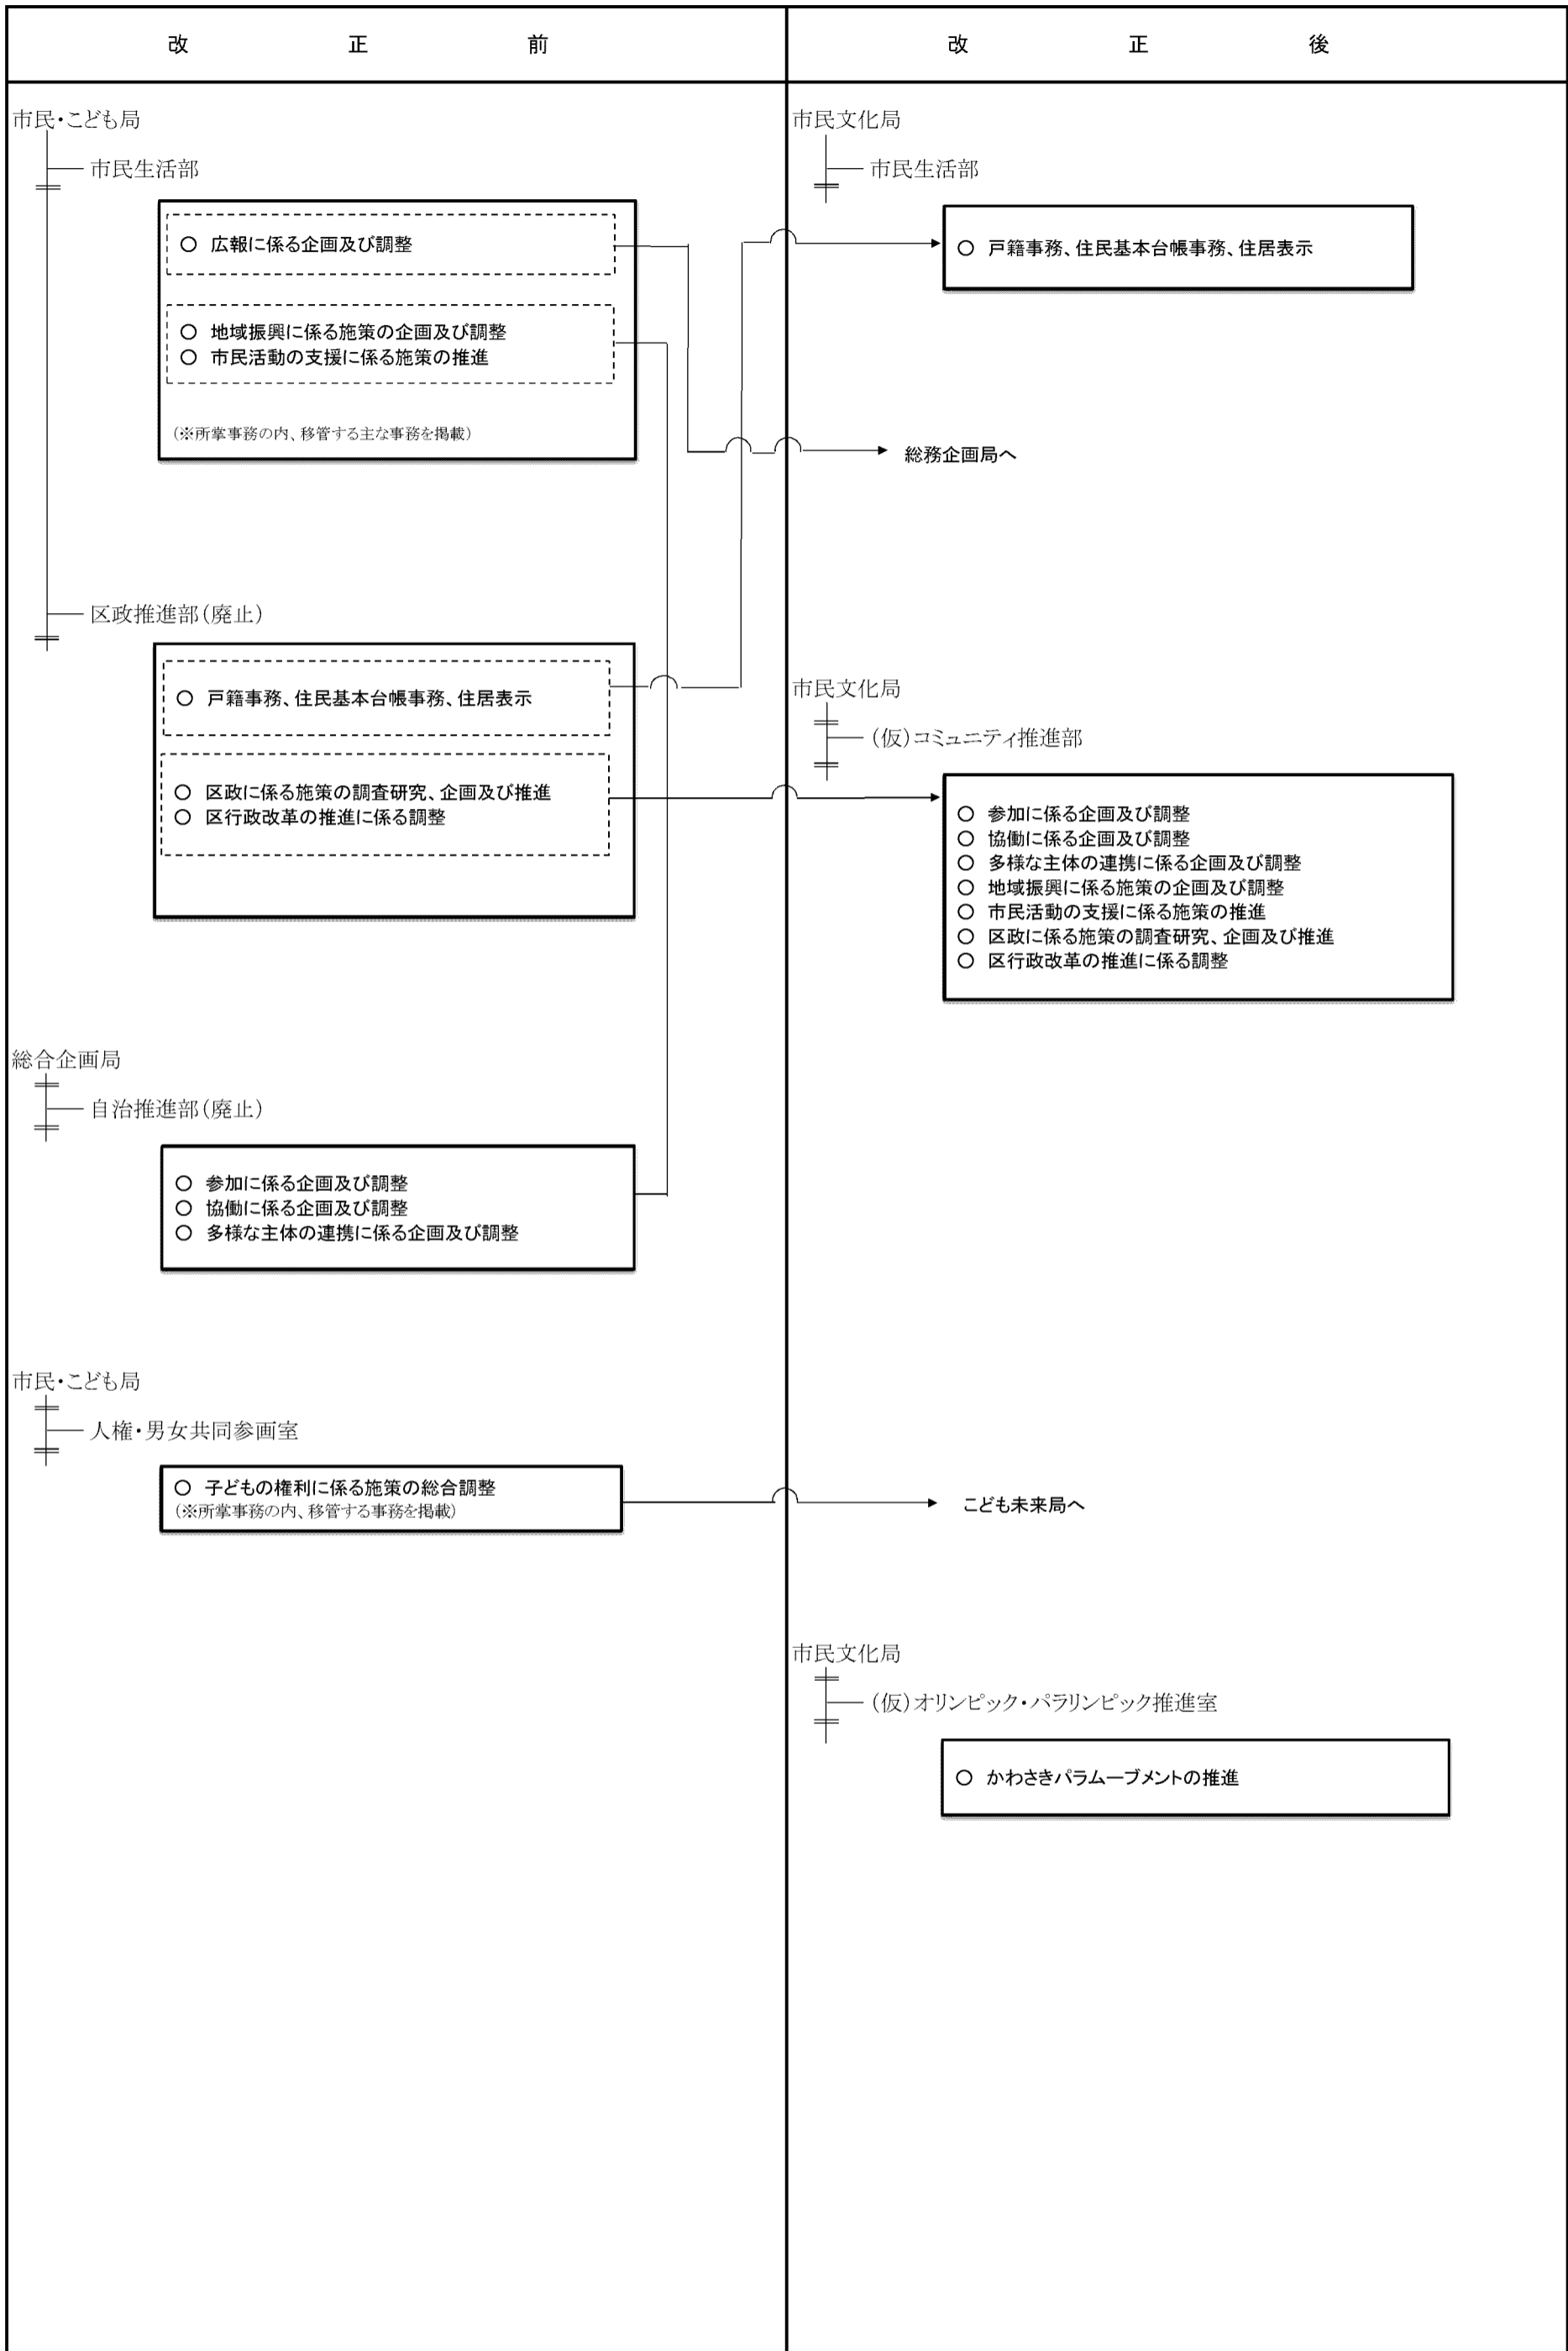 改正前
改正後
市民・こども局
市民生活部
○ 広報に係る企画及び調整
○ 地域振興に係る施策の企画及び調整
○ 市民活動の支援に係る施策の推進
（※所掌事務の内、移管する主な事務を掲載）
区政推進部（廃止）
○ 戸籍事務、住民基本台帳事務、住居表示
○ 区政に係る施策の調査研究、企画及び推進
○ 区行政改革の推進に係る調整
総合企画局
自治推進部（廃止）
○ 参加に係る企画及び調整
○ 協働に係る企画及び調整
○ 多様な主体の連携に係る企画及び調整
市民・こども局
人権・男女共同参画室
○ 子どもの権利に係る施策の総合調整
（※所掌事務の内、移管する事務を掲載）
市民文化局
市民生活部
○ 戸籍事務、住民基本台帳事務、住居表示
総務企画局へ
市民文化局
（仮）コミュニティ推進部
○ 参加に係る企画及び調整
○ 協働に係る企画及び調整
○ 多様な主体の連携に係る企画及び調整
○ 地域振興に係る施策の企画及び調整
○ 市民活動の支援に係る施策の推進
○ 区政に係る施策の調査研究、企画及び推進
○ 区行政改革の推進に係る調整
こども未来局へ
市民文化局
（仮）オリンピック・パラリンピック推進室
○ かわさきパラムーブメントの推進